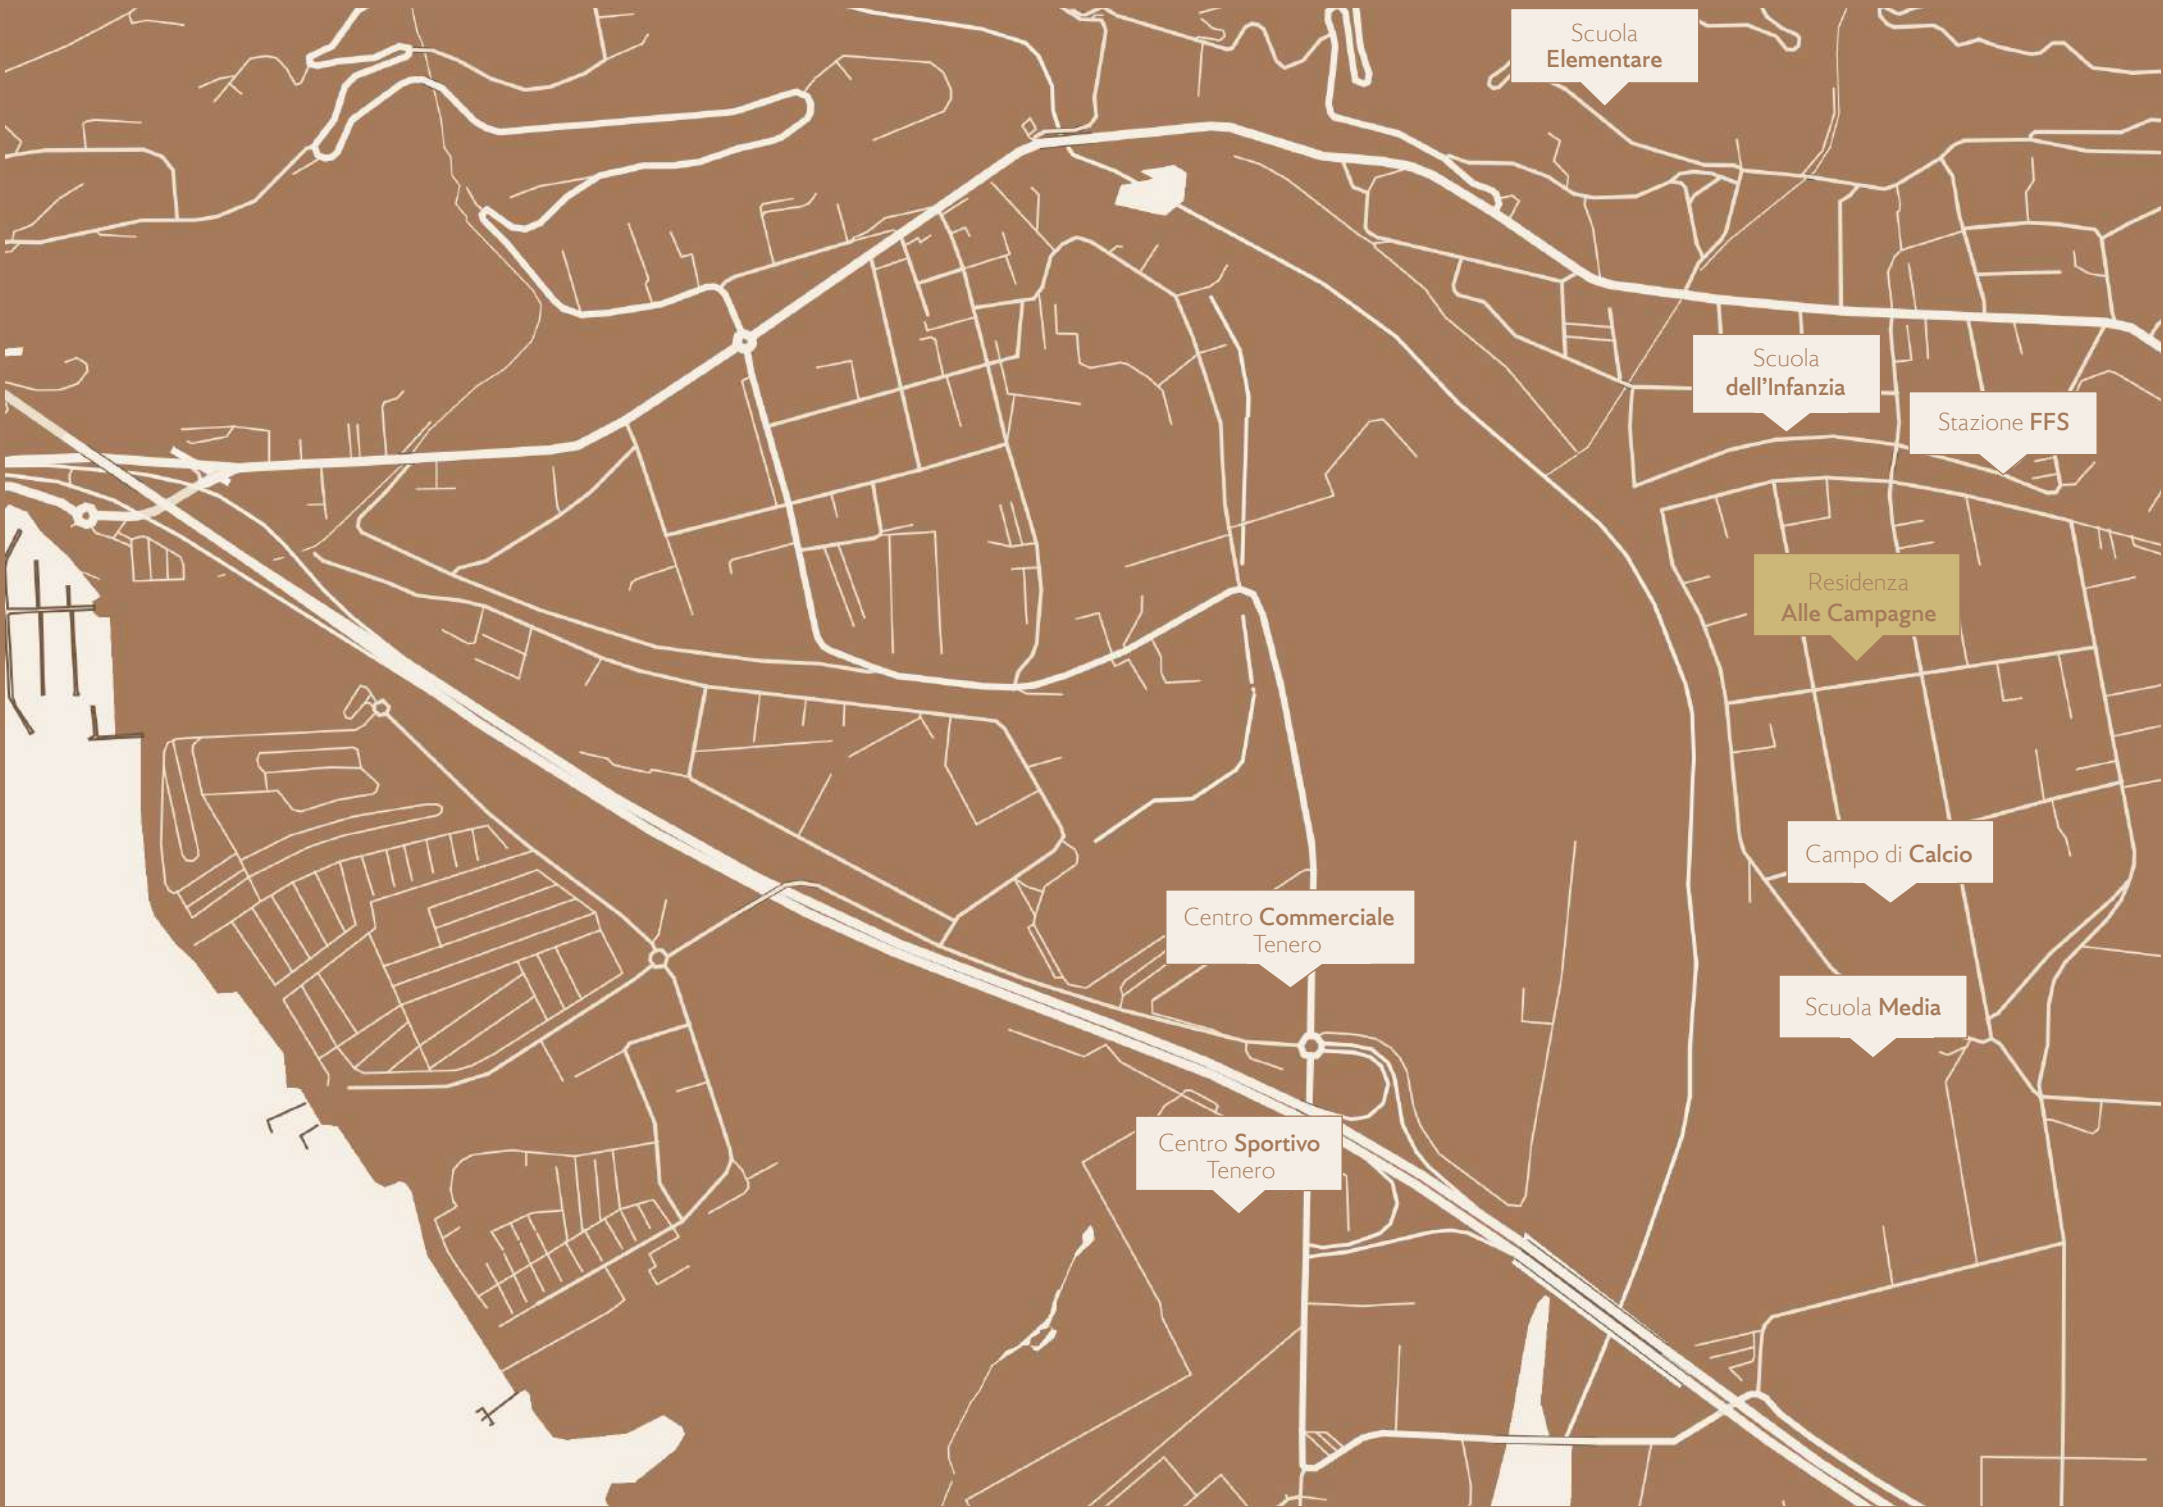 Scuola
Elementare
Scuola
dell'Infanzia
Stazione FFS
Residenza
Alle Campagne
Campo di Calcio
Centro Commerciale
Tenero
Scuola Media
Centro Sportivo
Tenero